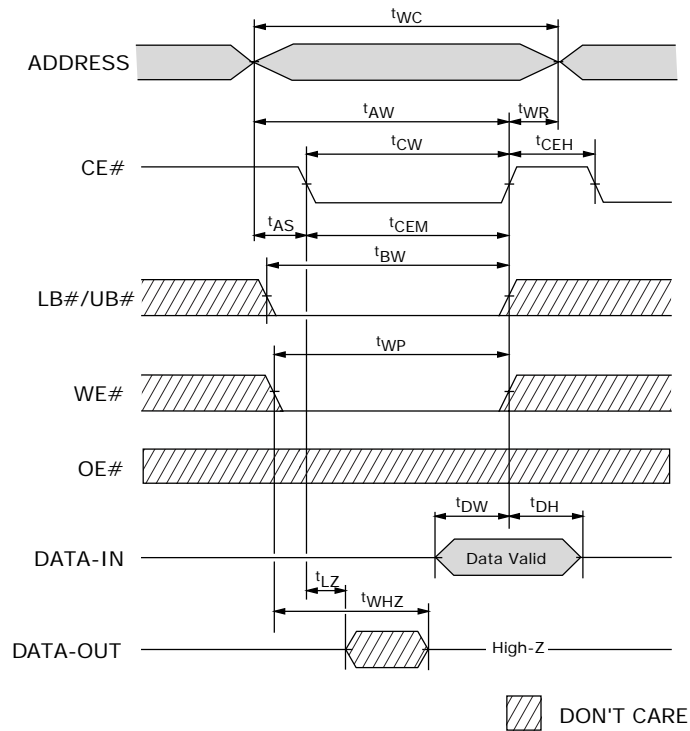 tWC
ADDRESS
tAW
tWR
tCW
tCEH
CE#
tAS
tCEM
tBW
LB#/UB#
tWP
WE#
OE#
tDW
tDH
DATA-IN
Data Valid
tLZ
tWHZ
DATA-OUT
High-Z
DON'T CARE